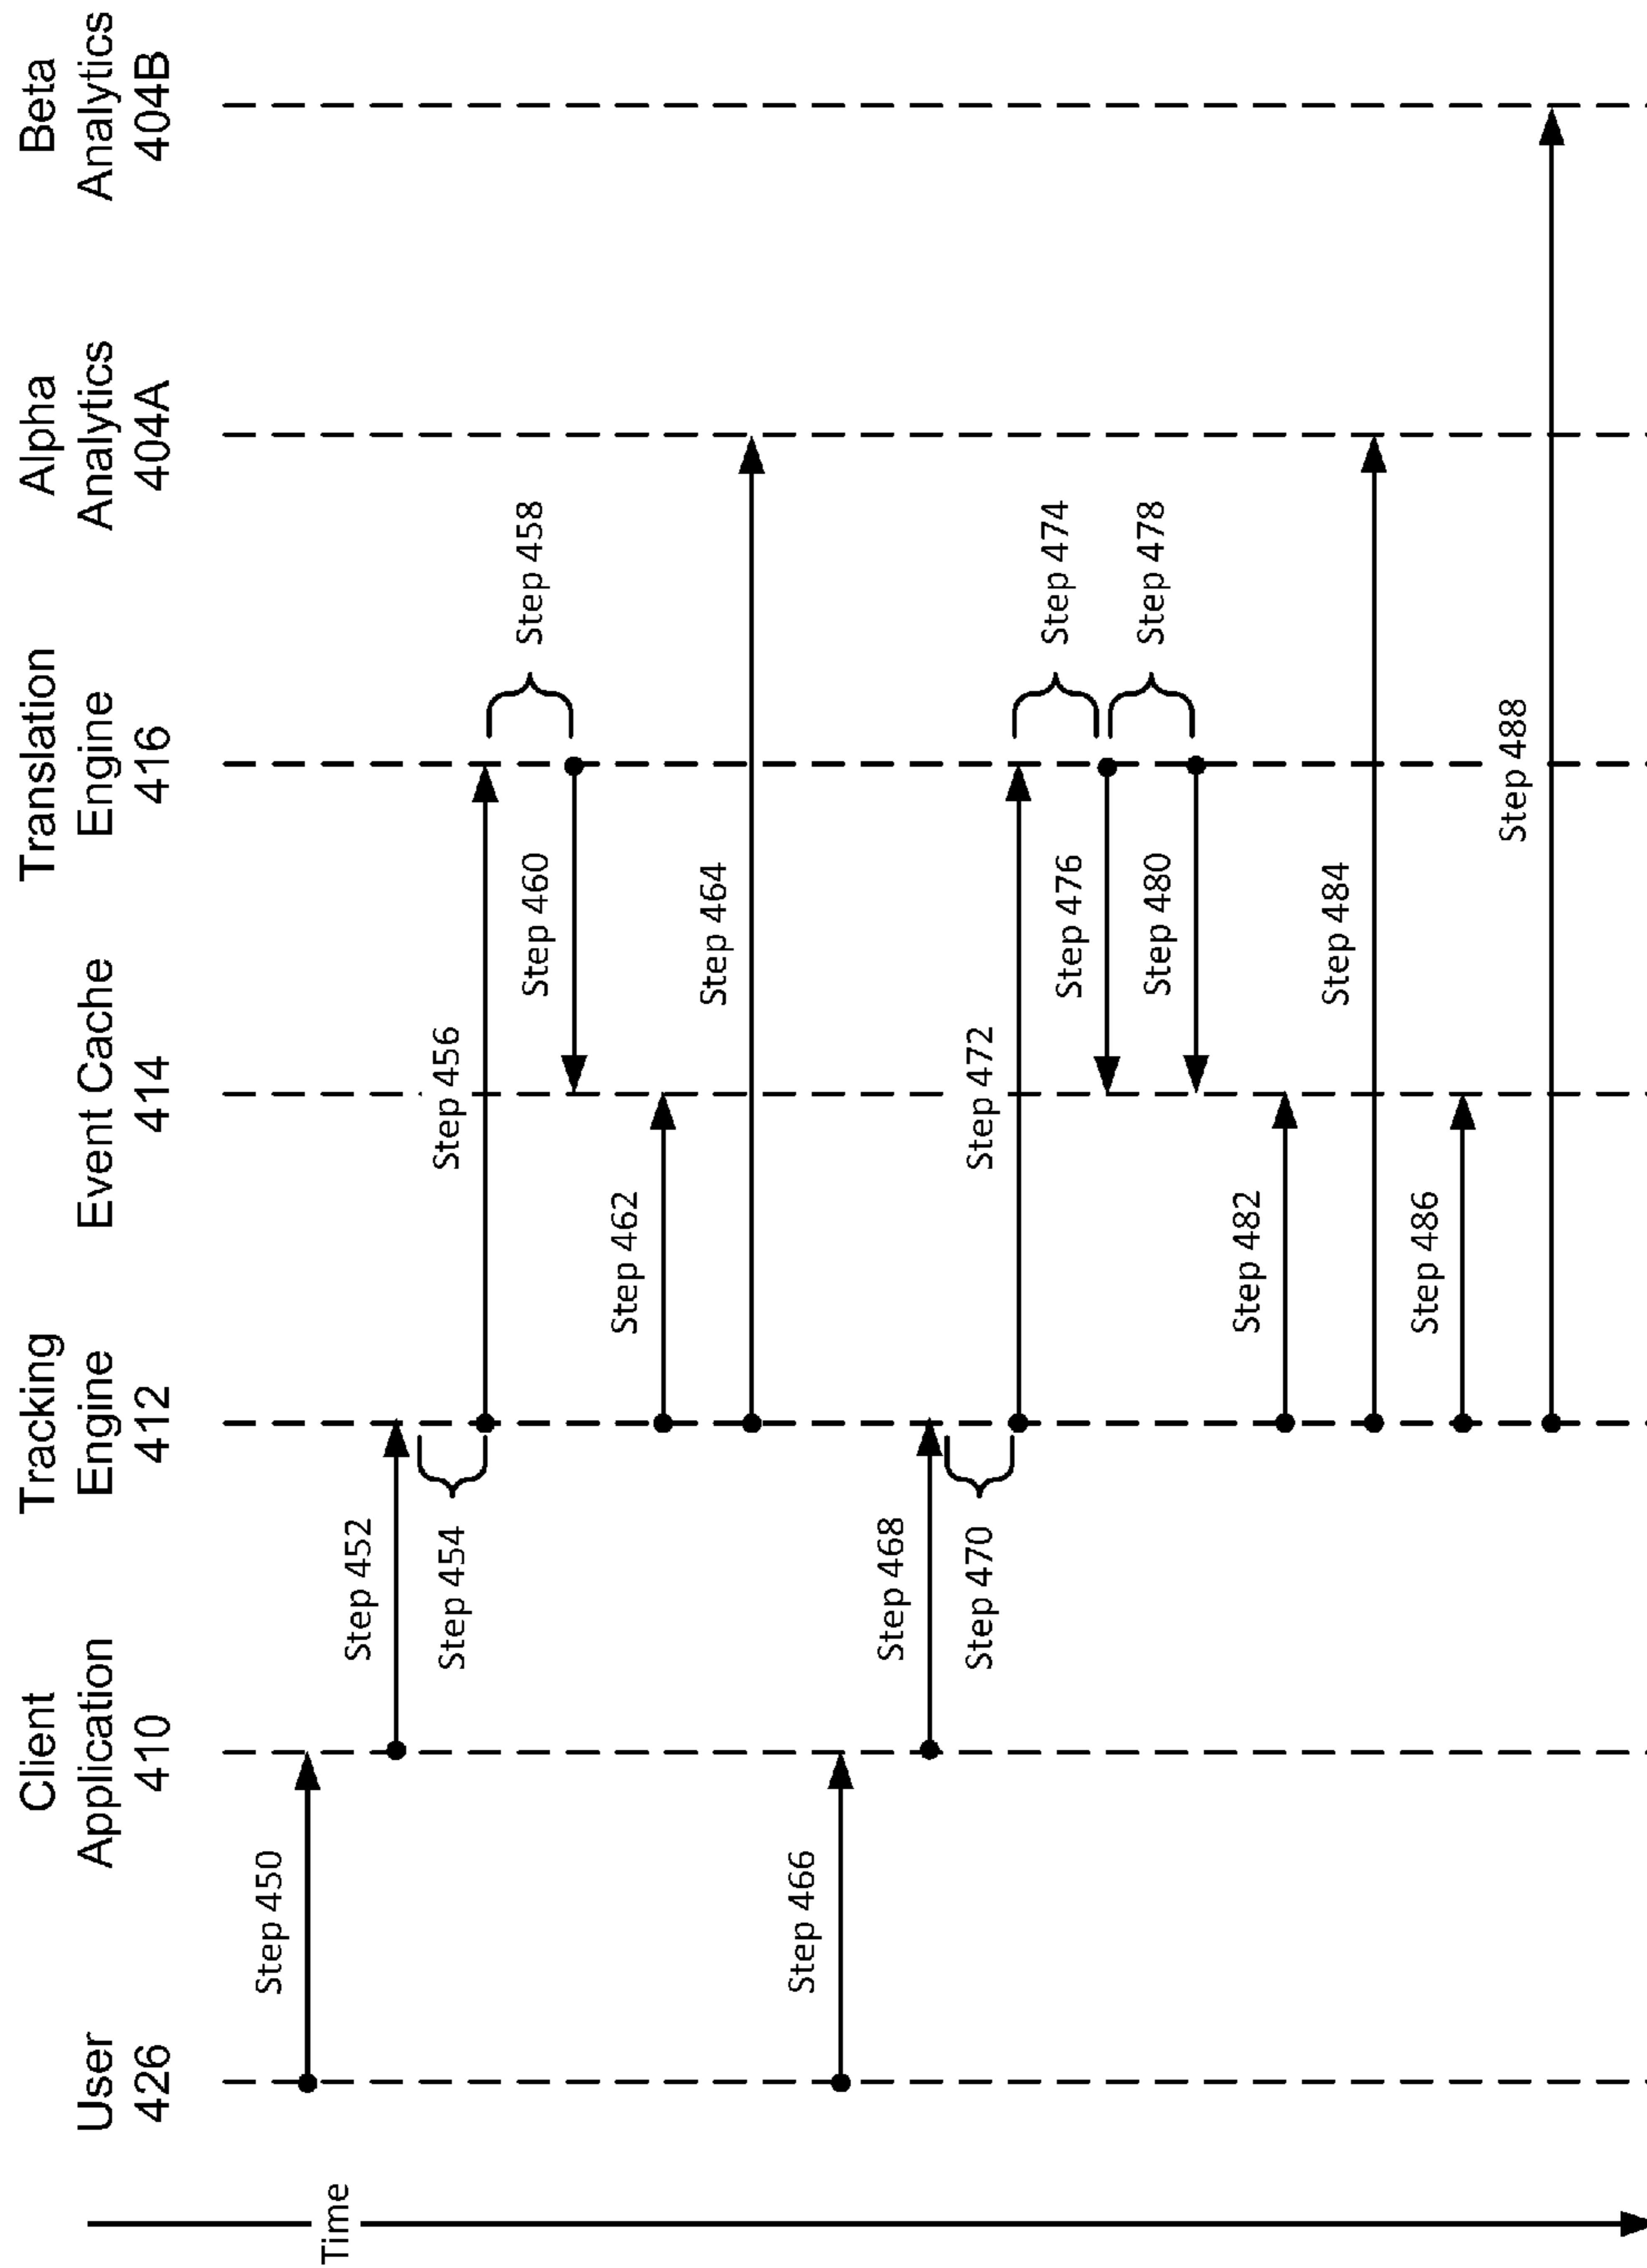 User
426
Client
Application
410
Tracking
Engine
412
Event Cache
414
Translation
Engine
416
Alpha
Analytics
404A
Beta
Analytics
404B
Time
Step 450
Step 452
Step 454
Step 456
Step 458
Step 460
Step 462
Step 464
Step 466
Step 468
Step 470
Step 472
Step 474
Step 476
Step 478
Step 480
Step 482
Step 484
Step 486
Step 488